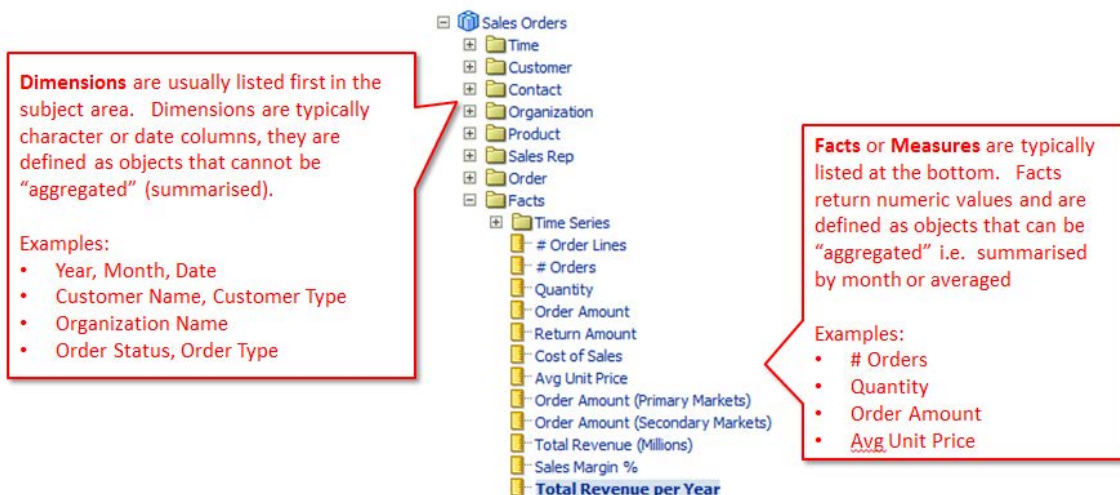 Dimensions are usually listed first in the
subject area.   Dimensions are typically
character or date columns, they are
defined as objects that cannot be
“aggregated” (summarised).
Examples:
• Year, Month, Date
• Customer Name, Customer Type
• Organization Name
• Order Status, Order Type
Sales Orders
Time
Customer
Contact
Organization
Product
Sales Rep
Order
Facts
Time Series
# Order Lines
# Orders
Quantity
Order Amount
Return Amount
Cost of Sales
Avg Unit Price
Order Amount (Primary Markets)
Order Amount (Secondary Markets)
Total Revenue (Millions)
Sales Margin %
Total Revenue per Year
Facts or Measures are typically
listed at the bottom.   Facts
return numeric values and are
defined as objects that can be
“aggregated” i.e.  summarised
by month or averaged
Examples:
• # Orders
• Quantity
• Order Amount
• Avg Unit Price